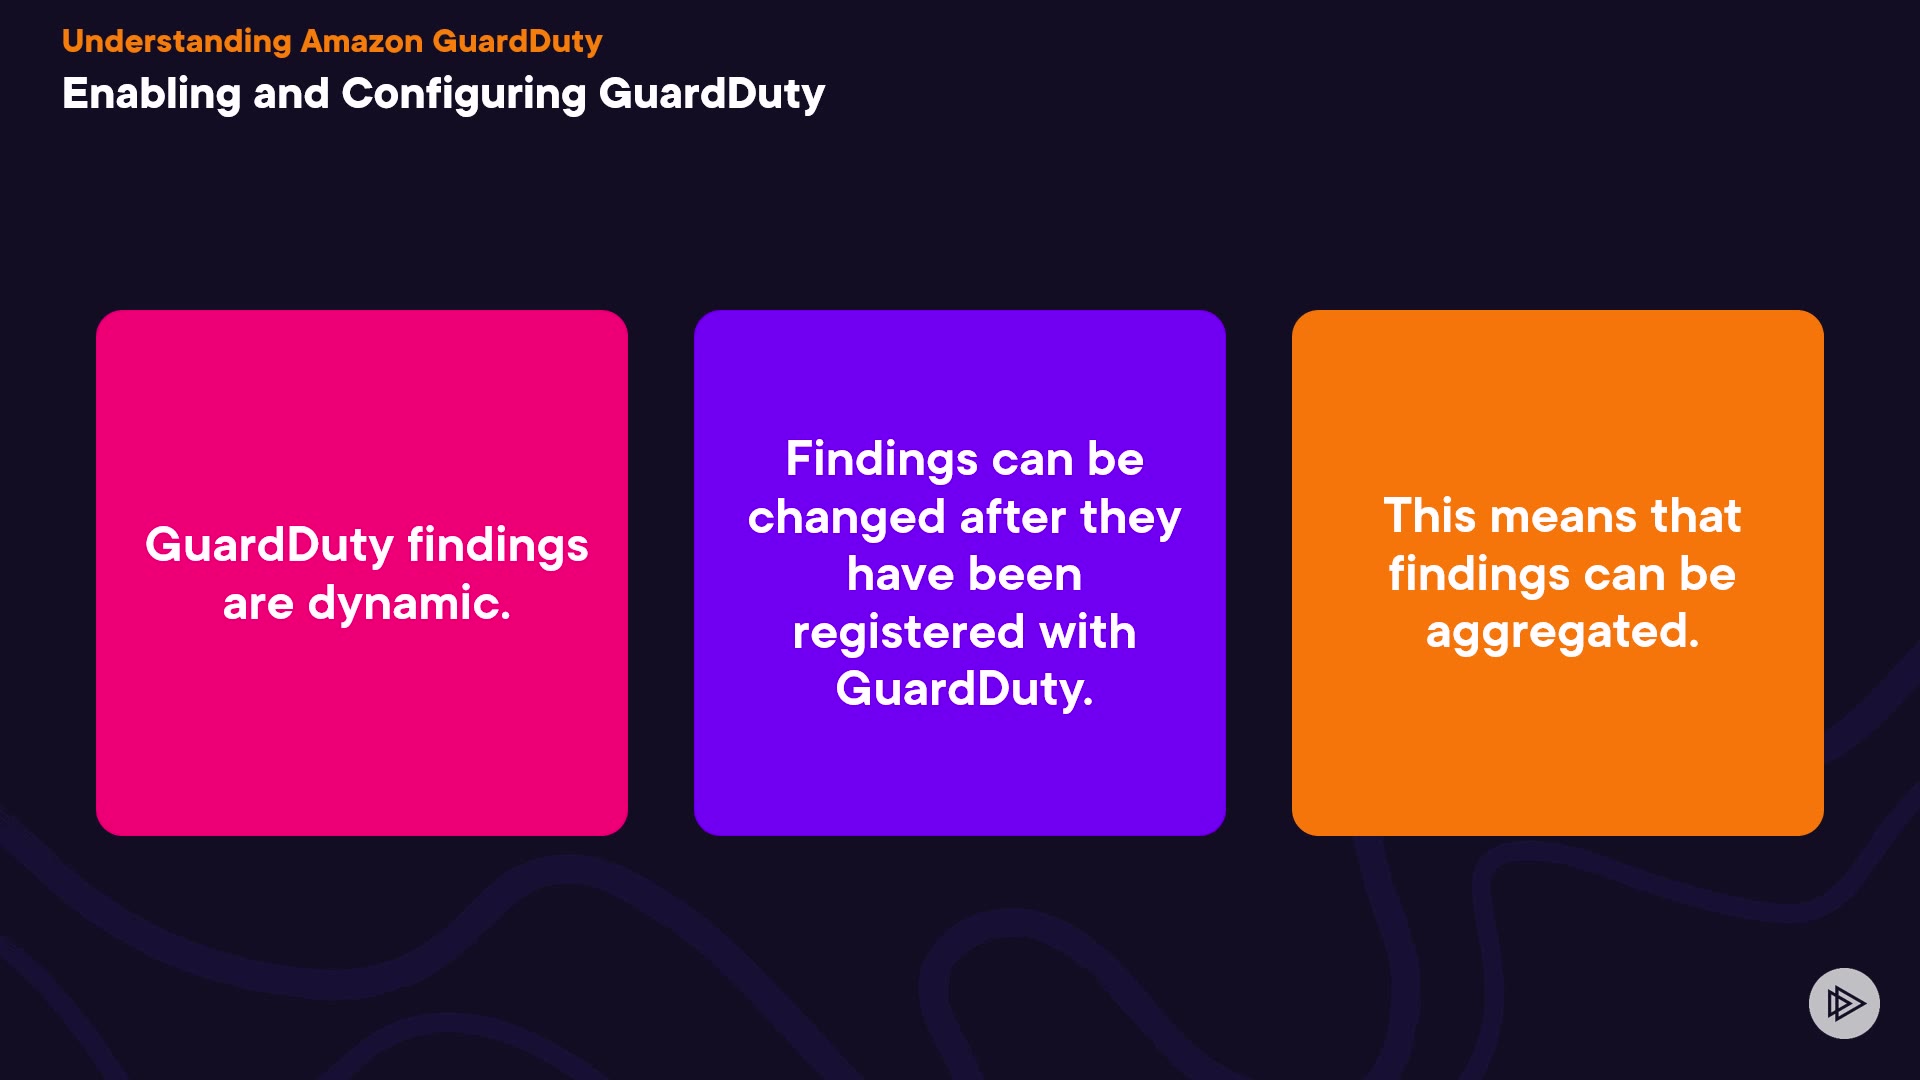 Understanding Amazon GuardDuty
Enabling and Configuring GuardDuty
GuardDuty findings
are dynamic.
Findings can be
changed after they
have been
registered with
GuardDuty.
This means that
findings can be
aggregated.